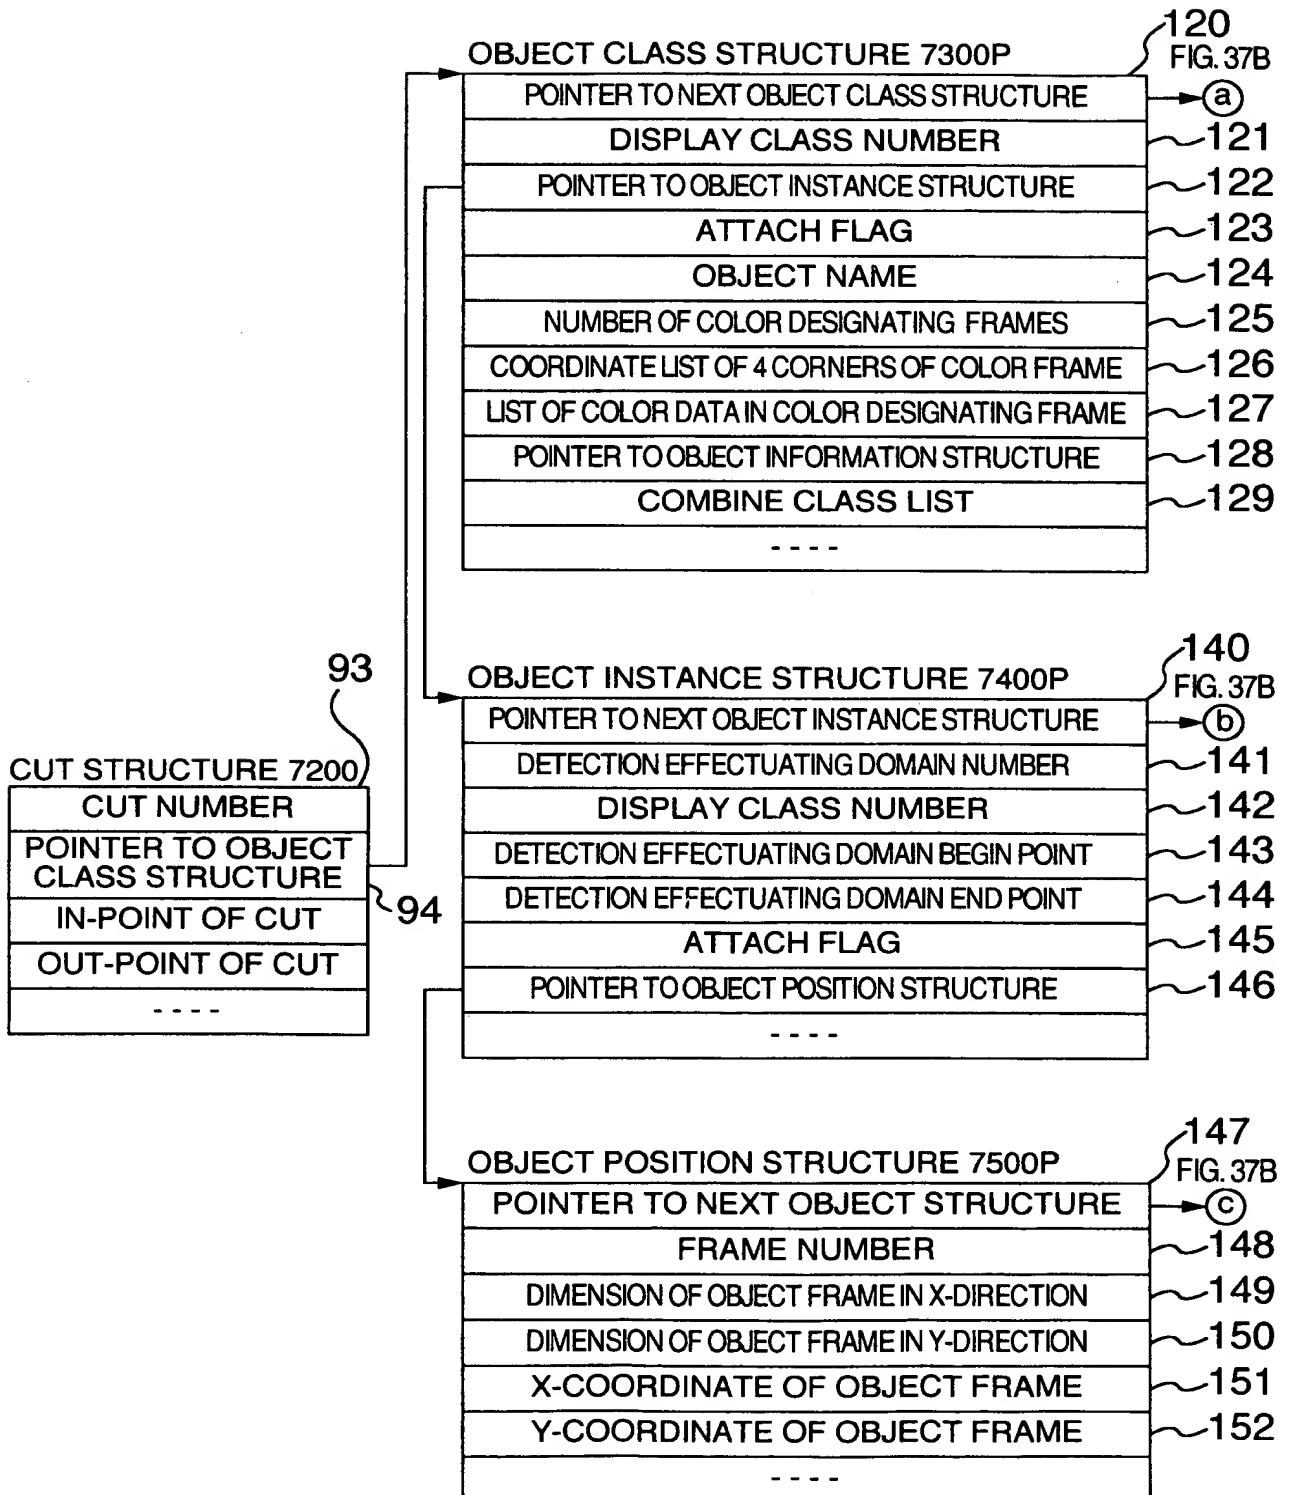 OBJECT CLASS STRUCTURE 7300P
120
FIG. 37B
POINTER TO NEXT OBJECT CLASS STRUCTURE
a
DISPLAY CLASS NUMBER
121
POINTER TO OBJECT INSTANCE STRUCTURE
122
ATTACH FLAG
123
OBJECT NAME
124
NUMBER OF COLOR DESIGNATING FRAMES
125
COORDINATE LIST OF 4 CORNERS OF COLOR FRAME
126
LIST OF COLOR DATA IN COLOR DESIGNATING FRAME
127
POINTER TO OBJECT INFORMATION STRUCTURE
128
COMBINE CLASS LIST
129
- - - -
93
CUT STRUCTURE 7200
CUT NUMBER
POINTER TO OBJECT
CLASS STRUCTURE
94
IN-POINT OF CUT
OUT-POINT OF CUT
- - - -
OBJECT INSTANCE STRUCTURE 7400P
140
FIG. 37B
POINTER TO NEXT OBJECT INSTANCE STRUCTURE
b
DETECTION EFFECTUATING DOMAIN NUMBER
141
DISPLAY CLASS NUMBER
142
DETECTION EFFECTUATING DOMAIN BEGIN POINT
143
DETECTION EFFECTUATING DOMAIN END POINT
144
ATTACH FLAG
145
POINTER TO OBJECT POSITION STRUCTURE
146
- - - -
OBJECT POSITION STRUCTURE 7500P
147
FIG. 37B
POINTER TO NEXT OBJECT STRUCTURE
c
FRAME NUMBER
148
DIMENSION OF OBJECT FRAME IN X-DIRECTION
149
DIMENSION OF OBJECT FRAME IN Y-DIRECTION
150
X-COORDINATE OF OBJECT FRAME
151
Y-COORDINATE OF OBJECT FRAME
152
- - - -